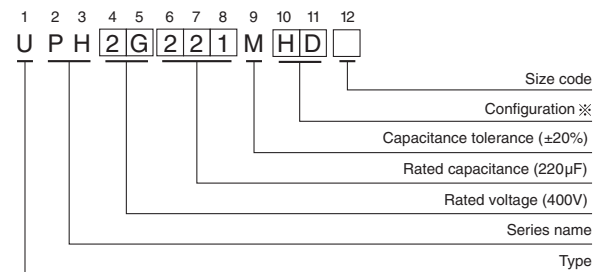 1 2 3 4 5 6 7 8 9 10 11 12
U P H 2 G 2 2 1 M H D
Size code
Configuration ※
Capacitance tolerance (±20%)
Rated capacitance (220µF)
Rated voltage (400V)
Series name
Type